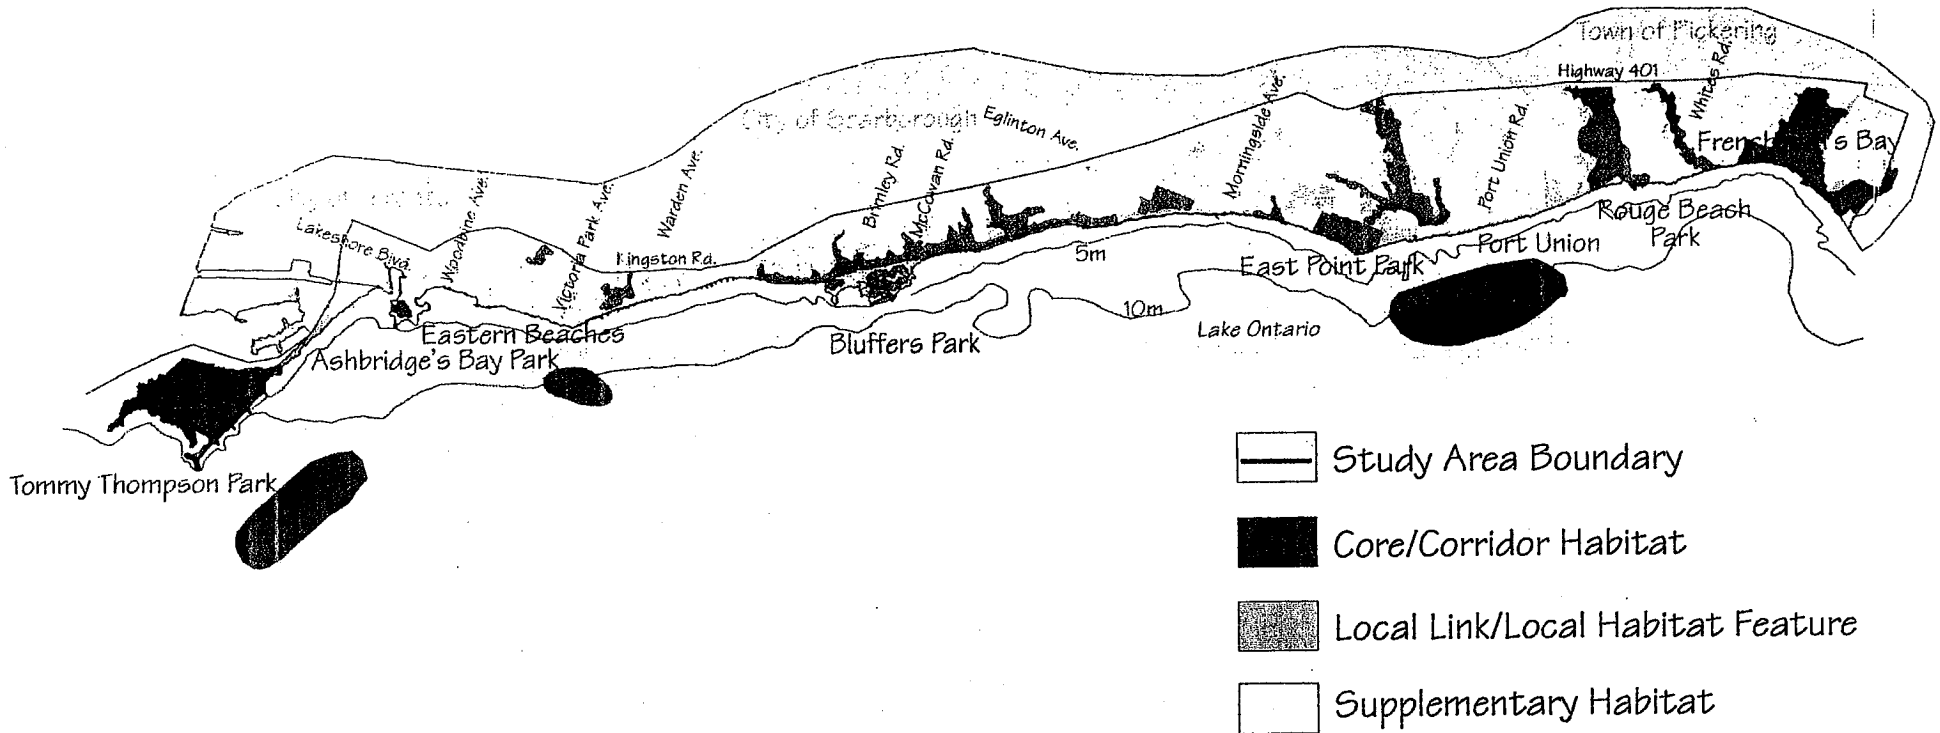 Town of Pickering
Highway 401
Whites Rd.
City of Scarborough
Eglinton Ave.
Morningside Ave.
Port Union Rd.
Brimley Rd.
McCowan Rd.
Warden Ave.
Lakeshore Blvd.
Woodbine Ave.
Victoria Park Ave.
Kingston Rd.
Rouge Beach
Park
Port Union
East Point Park
5m
10m
Lake Ontario
Bluffers Park
Eastern Beaches
Ashbridge's Bay Park
Tommy Thompson Park
Study Area Boundary
Core/Corridor Habitat
Local Link/Local Habitat Feature
Supplementary Habitat